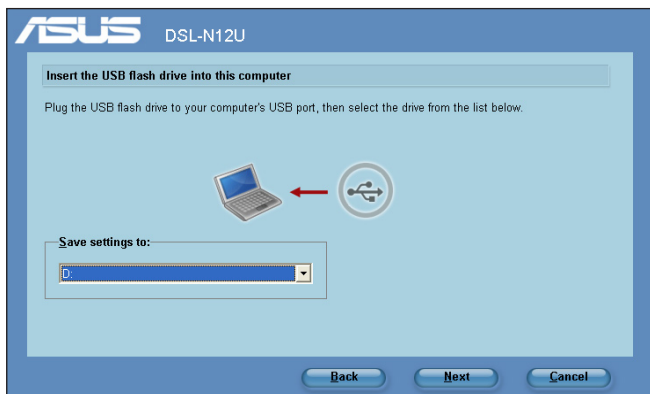 ASUS DSL-N12U
Insert the USB flash drive into this computer
Plug the USB flash drive to your computer's USB port, then select the drive from the list below.
Save settings to:
D:
Back Next Cancel